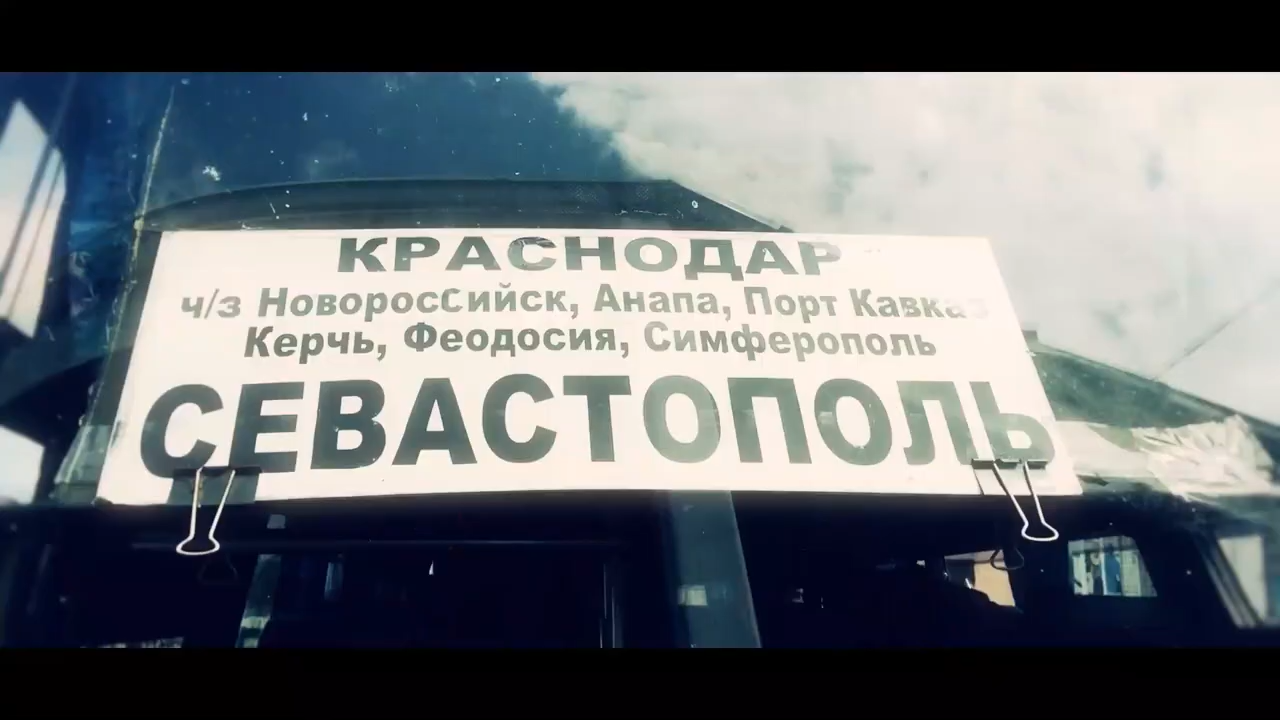 КРАСНОДАР
ч/з Новороссийск, Анапа, Порт Кавказ
Керчь, Феодосия, Симферополь
СЕВАСТОПОЛЬ